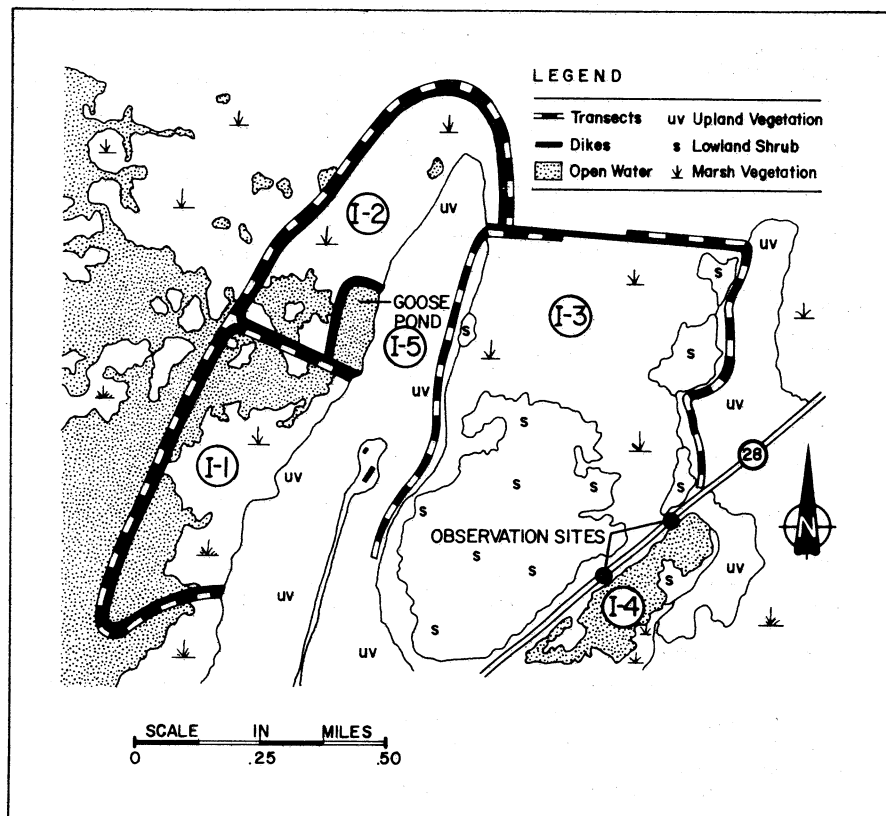 LEGEND
Transects uv Upland Vegetation
Dikes s Lowland Shrub
Open Water Marsh Vegetation
uv
uv
I-2
s
GOOSE
POND
I-3
s
I-5
s
uv
uv
s
28
I-1
uv
s
s
s
s
s
N
OBSERVATION SITES
s
s
s
uv
uv
I-4
s
uv
SCALE IN MILES
0 .25 .50